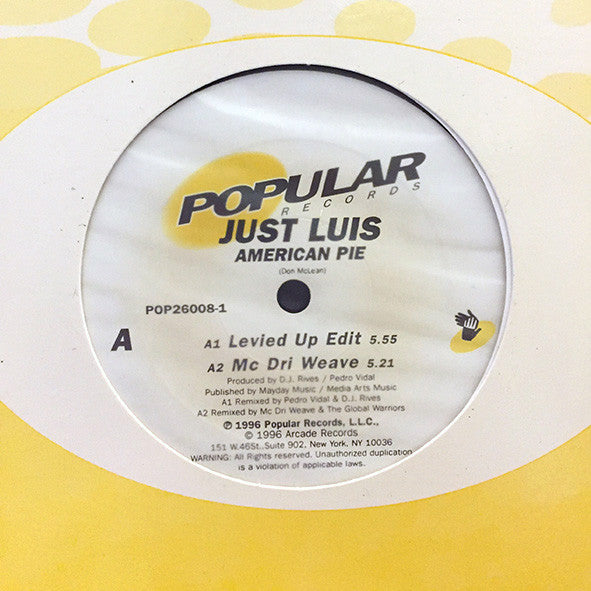 POPULAR
RECORDS
JUST LUIS
AMERICAN PIE
(Don McLean)
POP26008-1
A
A1 Levied Up Edit 5.55
A2 Mc Dri Weave 5.21
Produced by D.J. Rives / Pedro Vidal
Published by Mayday Music / Media Arts Music
A1 Remixed by Pedro Vidal & D.J. Rives
A2 Remixed by Mc Dri Weave & The Global Warriors
℗ 1996 Popular Records, L.L.C.,
© 1996 Arcade Records
151 W.46St..Suite 902, New York, NY 10036
WARNING: All Rights reserved. Unauthorized duplication
is a violation of applicable laws.